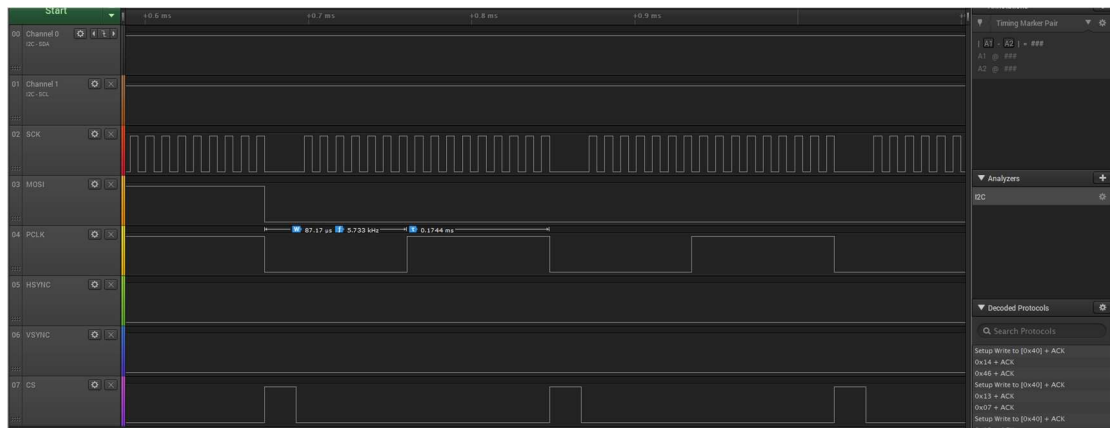 Start
+0.6 ms +0.7 ms +0.8 ms +0.9 ms
00 Channel 0
I2C - SDA
01 Channel 1
I2C - SCL
02 SCK
03 MOSI
W 87.17 µs f 5.733 kHz 0.1744 ms
04 PCLK
05 HSYNC
06 VSYNC
07 CS
Timing Marker Pair
| A1 - A2 | = ###
A1 @ ###
A2 @ ###
Analyzers
I2C
Decoded Protocols
Search Protocols
Setup Write to [0x40] + ACK
0x14 + ACK
0x46 + ACK
Setup Write to [0x40] + ACK
0x13 + ACK
0x07 + ACK
Setup Write to [0x40] + ACK